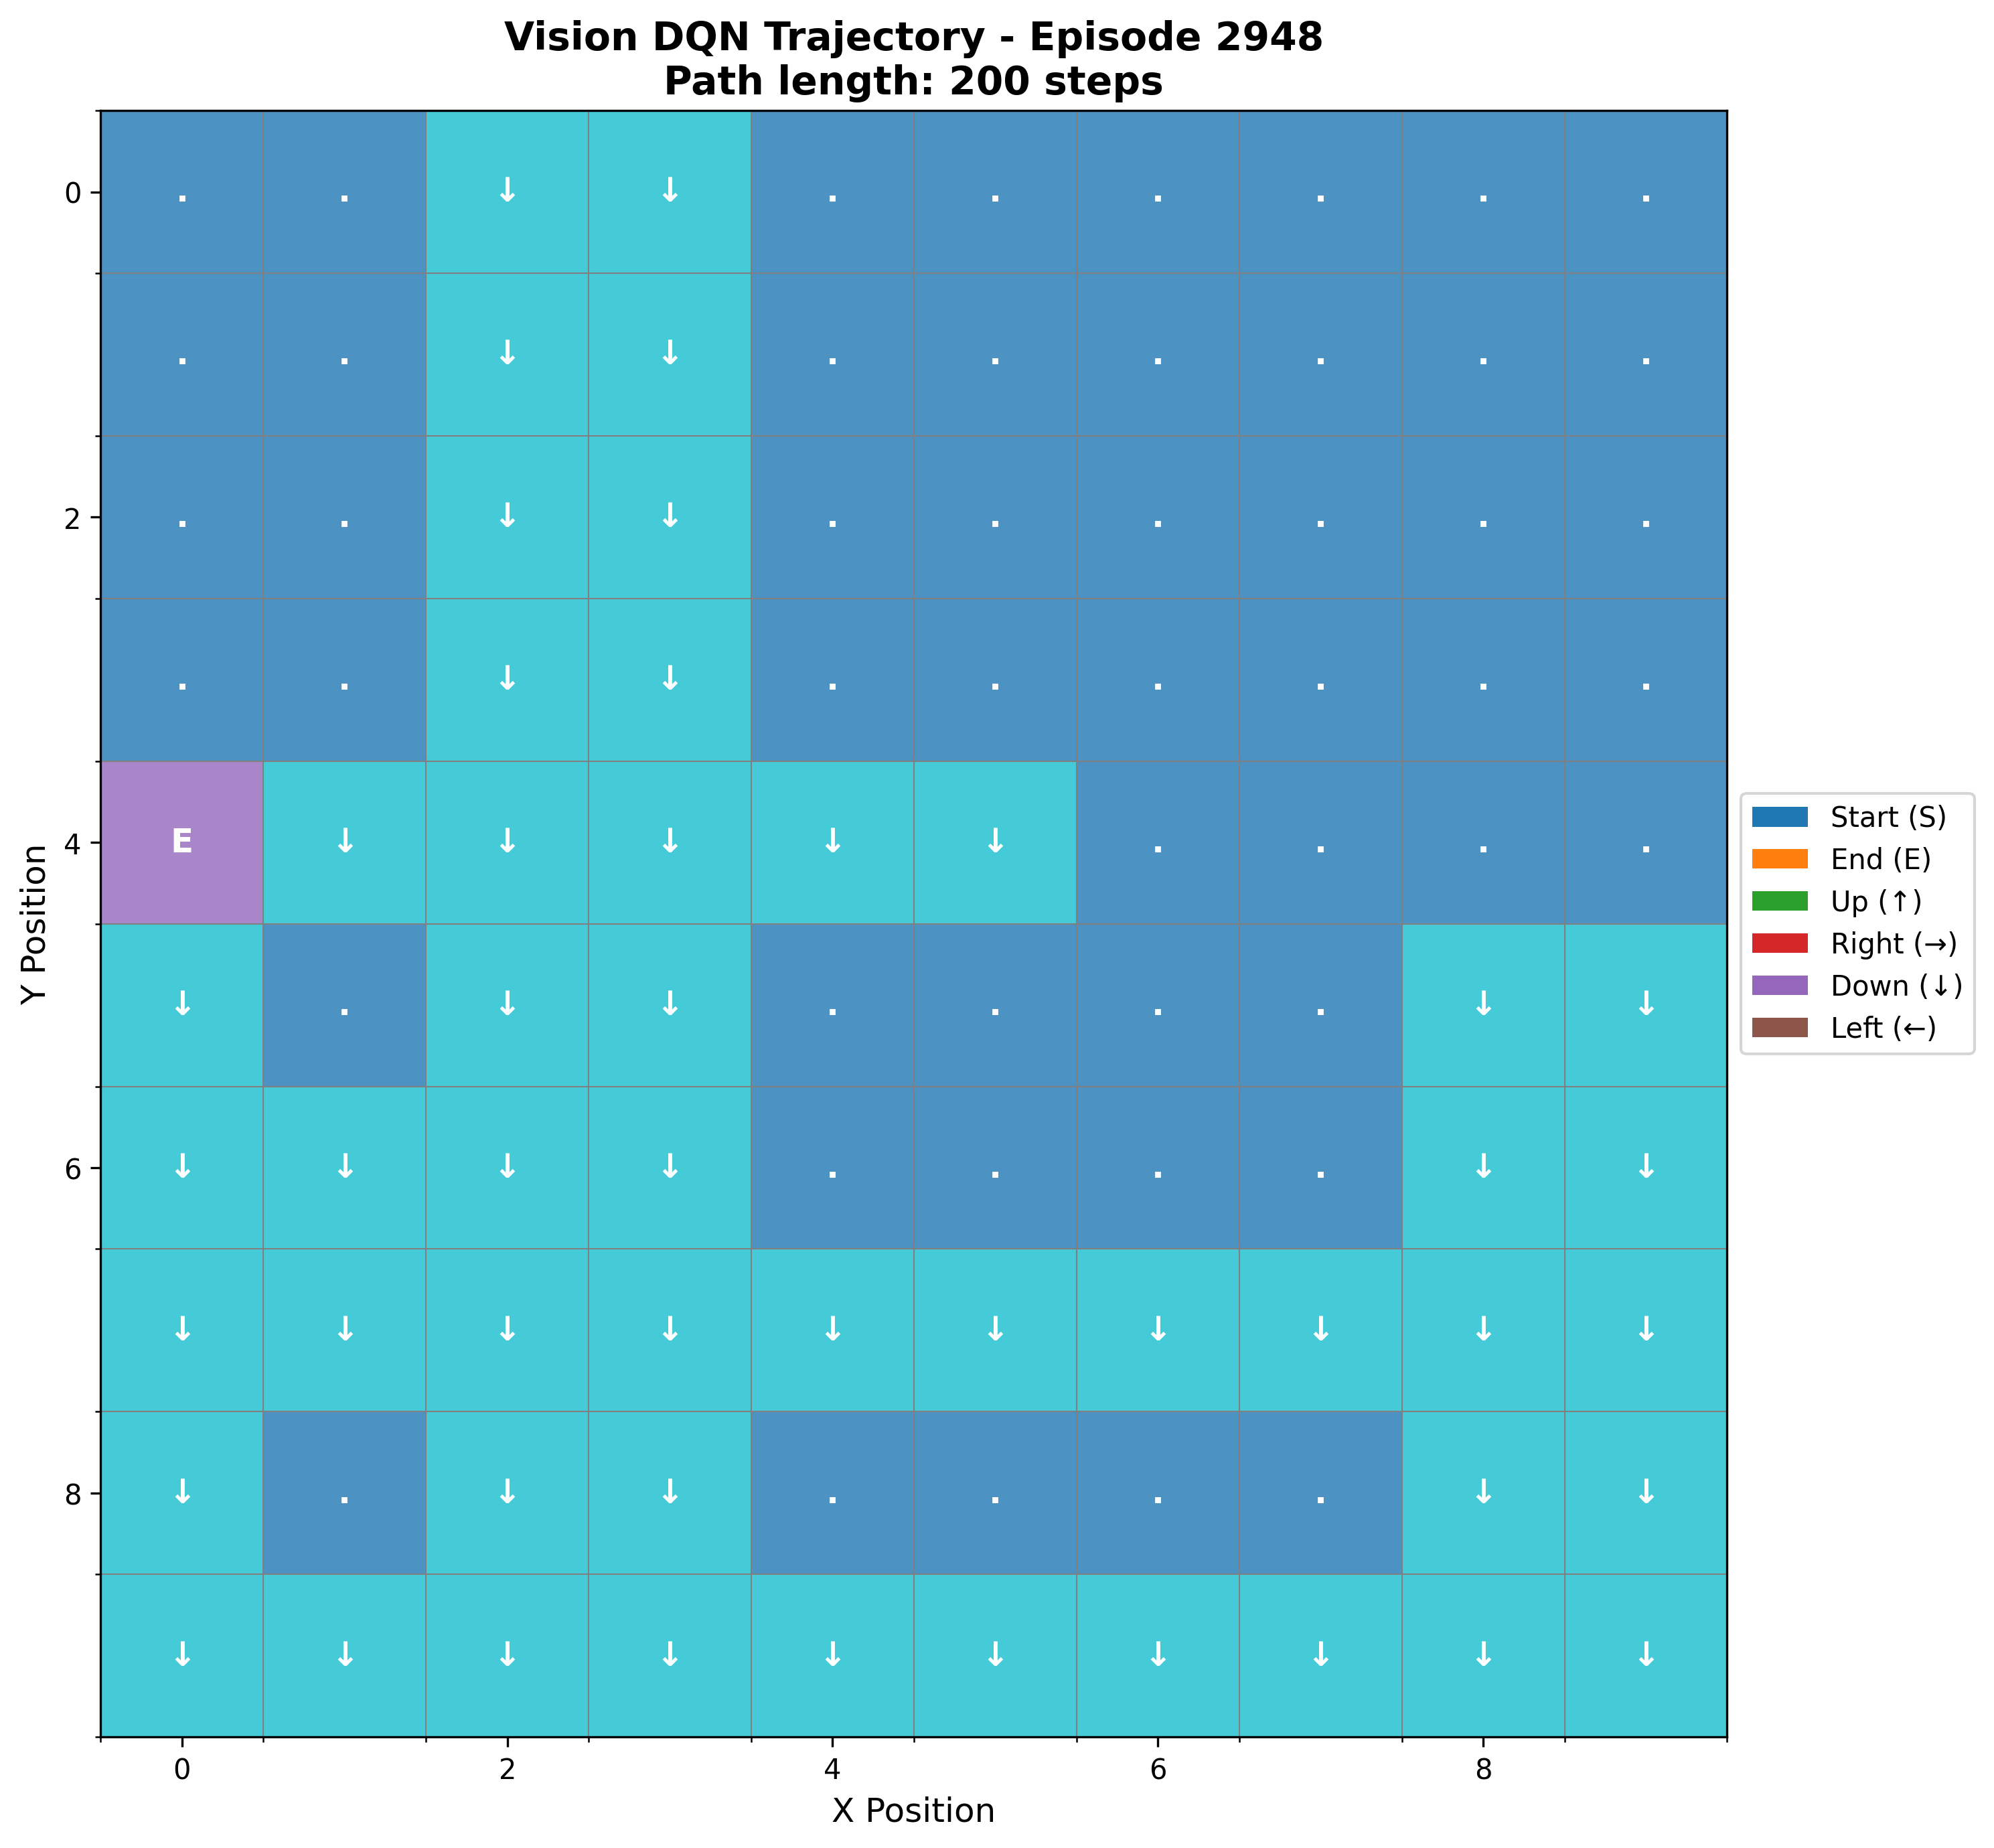 Vision DQN Trajectory - Episode 2948
Path length: 200 steps
0 . . ↓ ↓ . . . . . .
. . ↓ ↓ . . . . . .
2 . . ↓ ↓ . . . . . .
. . ↓ ↓ . . . . . .
4 E ↓ ↓ ↓ ↓ ↓ . . . .
↓ . ↓ ↓ . . . . ↓ ↓
6 ↓ ↓ ↓ ↓ . . . . ↓ ↓
↓ ↓ ↓ ↓ ↓ ↓ ↓ ↓ ↓ ↓
8 ↓ . ↓ ↓ . . . . ↓ ↓
↓ ↓ ↓ ↓ ↓ ↓ ↓ ↓ ↓ ↓
0 2 4 6 8
X Position
Y Position
Start (S)
End (E)
Up (↑)
Right (→)
Down (↓)
Left (←)